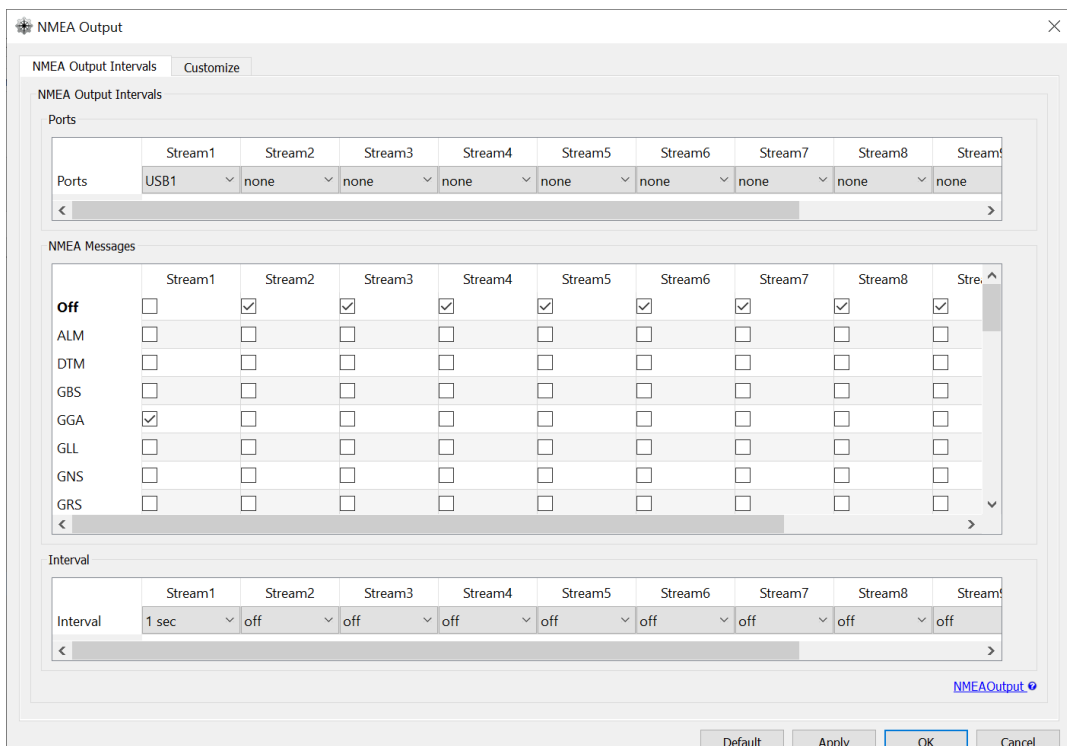 NMEA Output
NMEA Output Intervals Customize
NMEA Output Intervals
Ports
Stream1 Stream2 Stream3 Stream4 Stream5 Stream6 Stream7 Stream8 Stream9
Ports USB1 none none none none none none none none
NMEA Messages
Stream1 Stream2 Stream3 Stream4 Stream5 Stream6 Stream7 Stream8 Stre
Off
ALM
DTM
GBS
GGA
GLL
GNS
GRS
Interval
Stream1 Stream2 Stream3 Stream4 Stream5 Stream6 Stream7 Stream8 Stream9
Interval 1 sec off off off off off off off off
NMEAOutput
Default Apply OK Cancel